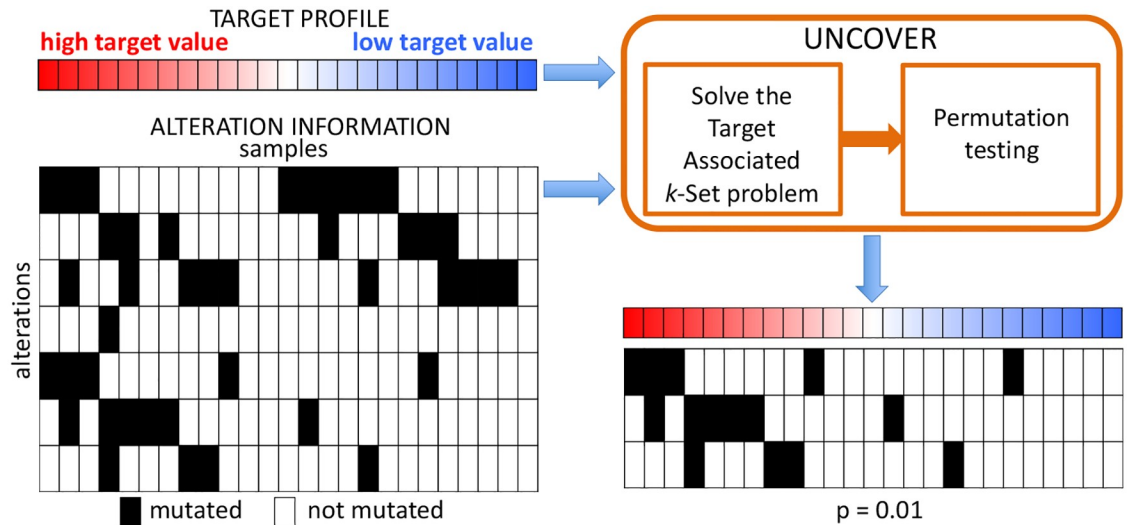 TARGET PROFILE
high target value
low target value
ALTERATION INFORMATION
samples
alterations
mutated
not mutated
UNCOVER
Solve the
Target
Associated
k-Set problem
Permutation
testing
p = 0.01